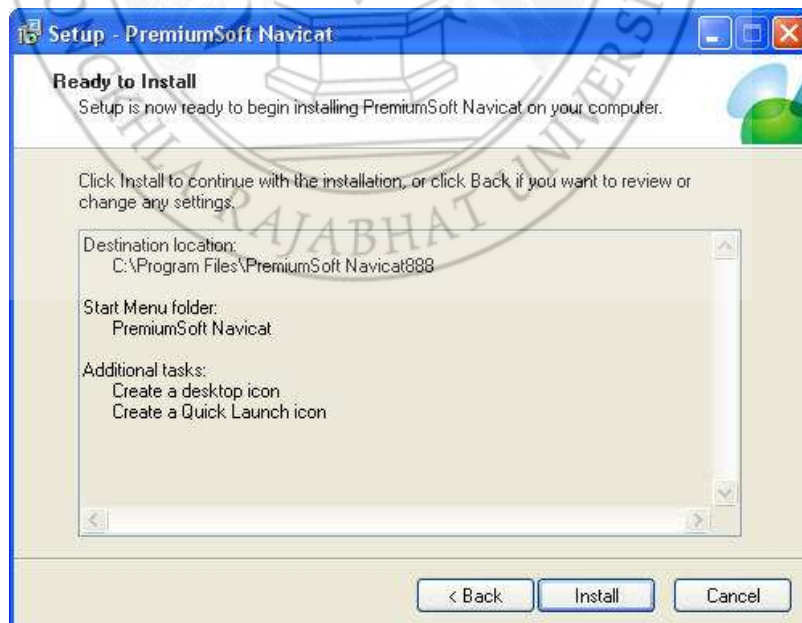 Setup - PremiumSoft Navicat
Ready to Install
Setup is now ready to begin installing PremiumSoft Navicat on your computer.
Click Install to continue with the installation, or click Back if you want to review or
change any settings.
Destination location:
C:\Program Files\PremiumSoft Navicat888
Start Menu folder:
PremiumSoft Navicat
Additional tasks:
Create a desktop icon
Create a Quick Launch icon
< Back
Install
Cancel
RAJABHAT